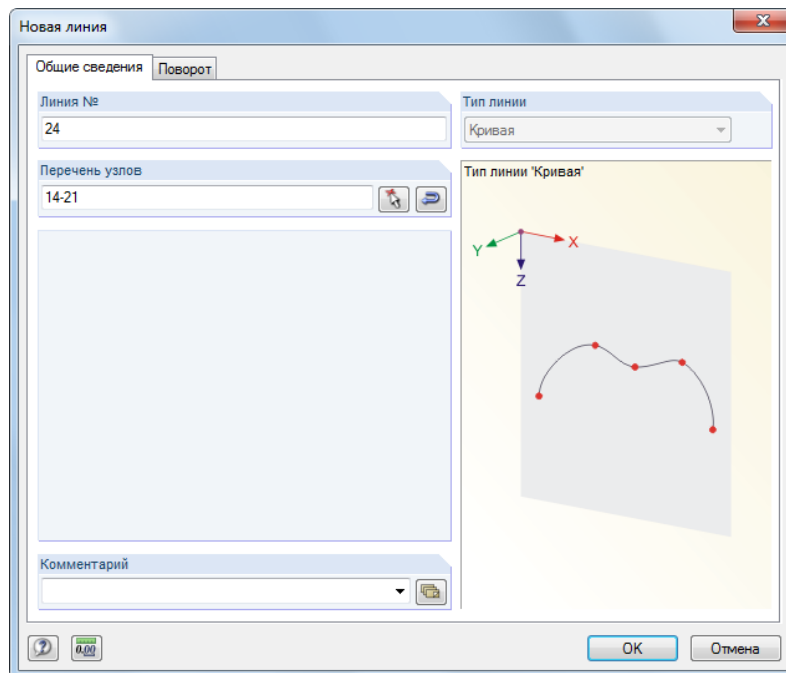 Новая линия
Общие сведения
Поворот
Линия №
24
Тип линии
Кривая
Перечень узлов
14-21
Тип линии 'Кривая'
Y
X
Z
Комментарий
0.00
OK
Отмена